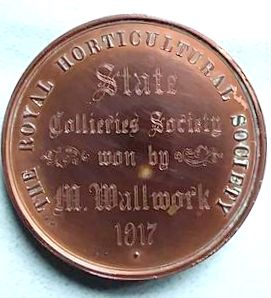 THE ROYAL HORTICULTURAL SOCIETY
State
Collieries Society
won by
M. Wallwork
1917